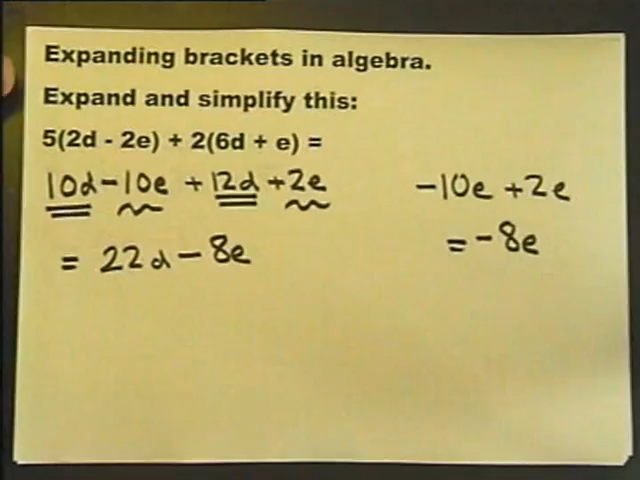 Expanding brackets in algebra.
Expand and simplify this:
5(2d - 2e) + 2(6d + e) =
10d - 10e + 12d + 2e
= 22d - 8e
-10e + 2e
= -8e